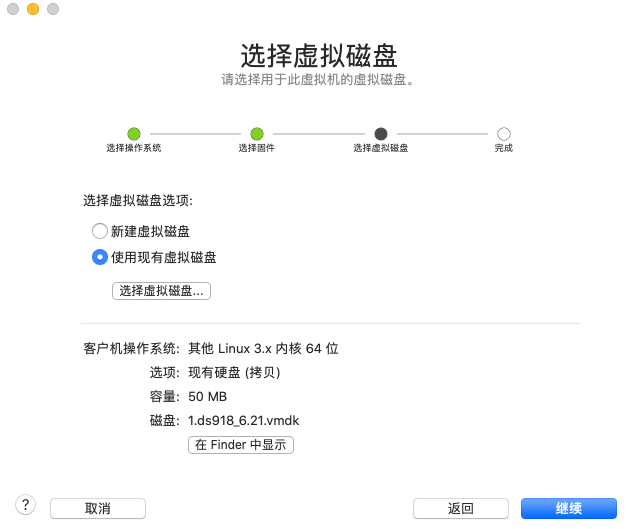 选择虚拟磁盘
请选择用于此虚拟机的虚拟磁盘。
选择操作系统 选择固件 选择虚拟磁盘 完成
选择虚拟磁盘选项:
新建虚拟磁盘
使用现有虚拟磁盘
选择虚拟磁盘...
客户机操作系统: 其他 Linux 3.x 内核 64 位
选项: 现有硬盘 (拷贝)
容量: 50 MB
磁盘: 1.ds918_6.21.vmdk
在 Finder 中显示
? 取消 返回 继续